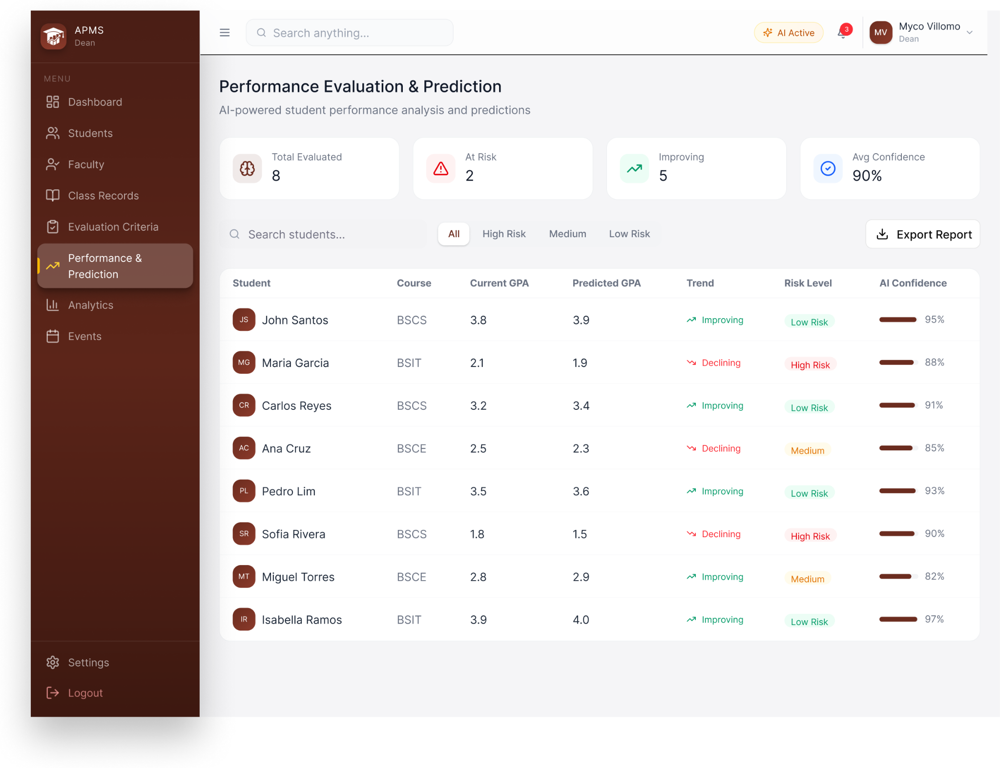 APMS
Dean
MENU
Dashboard
Students
Faculty
Class Records
Evaluation Criteria
Performance &
Prediction
Analytics
Events
Settings
Logout
Search anything...
AI Active
3
MV
Myco Villomo
Dean
Performance Evaluation & Prediction
AI-powered student performance analysis and predictions
Total Evaluated
8
At Risk
2
Improving
5
Avg Confidence
90%
Search students...
All High Risk Medium Low Risk
Export Report
Student Course Current GPA Predicted GPA Trend Risk Level AI Confidence
JS John Santos BSCS 3.8 3.9 Improving Low Risk 95%
MG Maria Garcia BSIT 2.1 1.9 Declining High Risk 88%
CR Carlos Reyes BSCS 3.2 3.4 Improving Low Risk 91%
AC Ana Cruz BSCE 2.5 2.3 Declining Medium 85%
PL Pedro Lim BSIT 3.5 3.6 Improving Low Risk 93%
SR Sofia Rivera BSCS 1.8 1.5 Declining High Risk 90%
MT Miguel Torres BSCE 2.8 2.9 Improving Medium 82%
IR Isabella Ramos BSIT 3.9 4.0 Improving Low Risk 97%